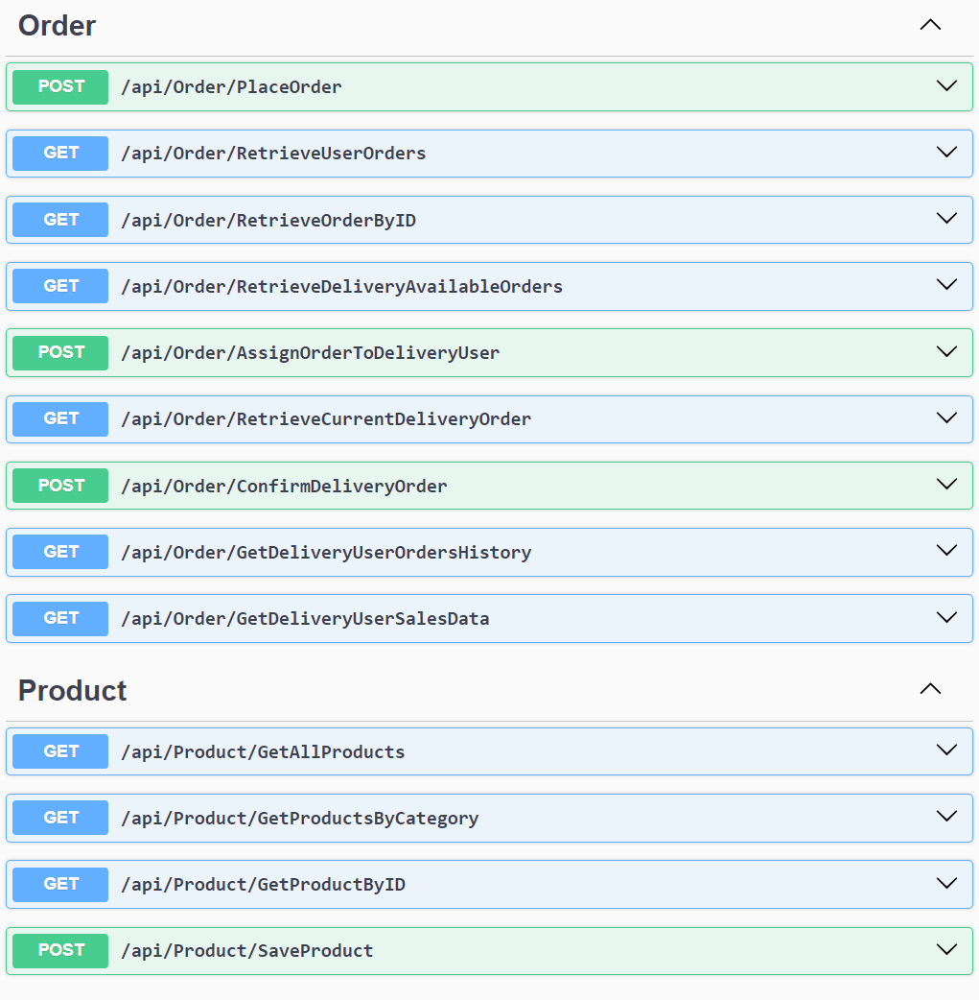 Order
POST /api/Order/PlaceOrder
GET /api/Order/RetrieveUserOrders
GET /api/Order/RetrieveOrderByID
GET /api/Order/RetrieveDeliveryAvailableOrders
POST /api/Order/AssignOrderToDeliveryUser
GET /api/Order/RetrieveCurrentDeliveryOrder
POST /api/Order/ConfirmDeliveryOrder
GET /api/Order/GetDeliveryUserOrdersHistory
GET /api/Order/GetDeliveryUserSalesData
Product
GET /api/Product/GetAllProducts
GET /api/Product/GetProductsByCategory
GET /api/Product/GetProductByID
POST /api/Product/SaveProduct